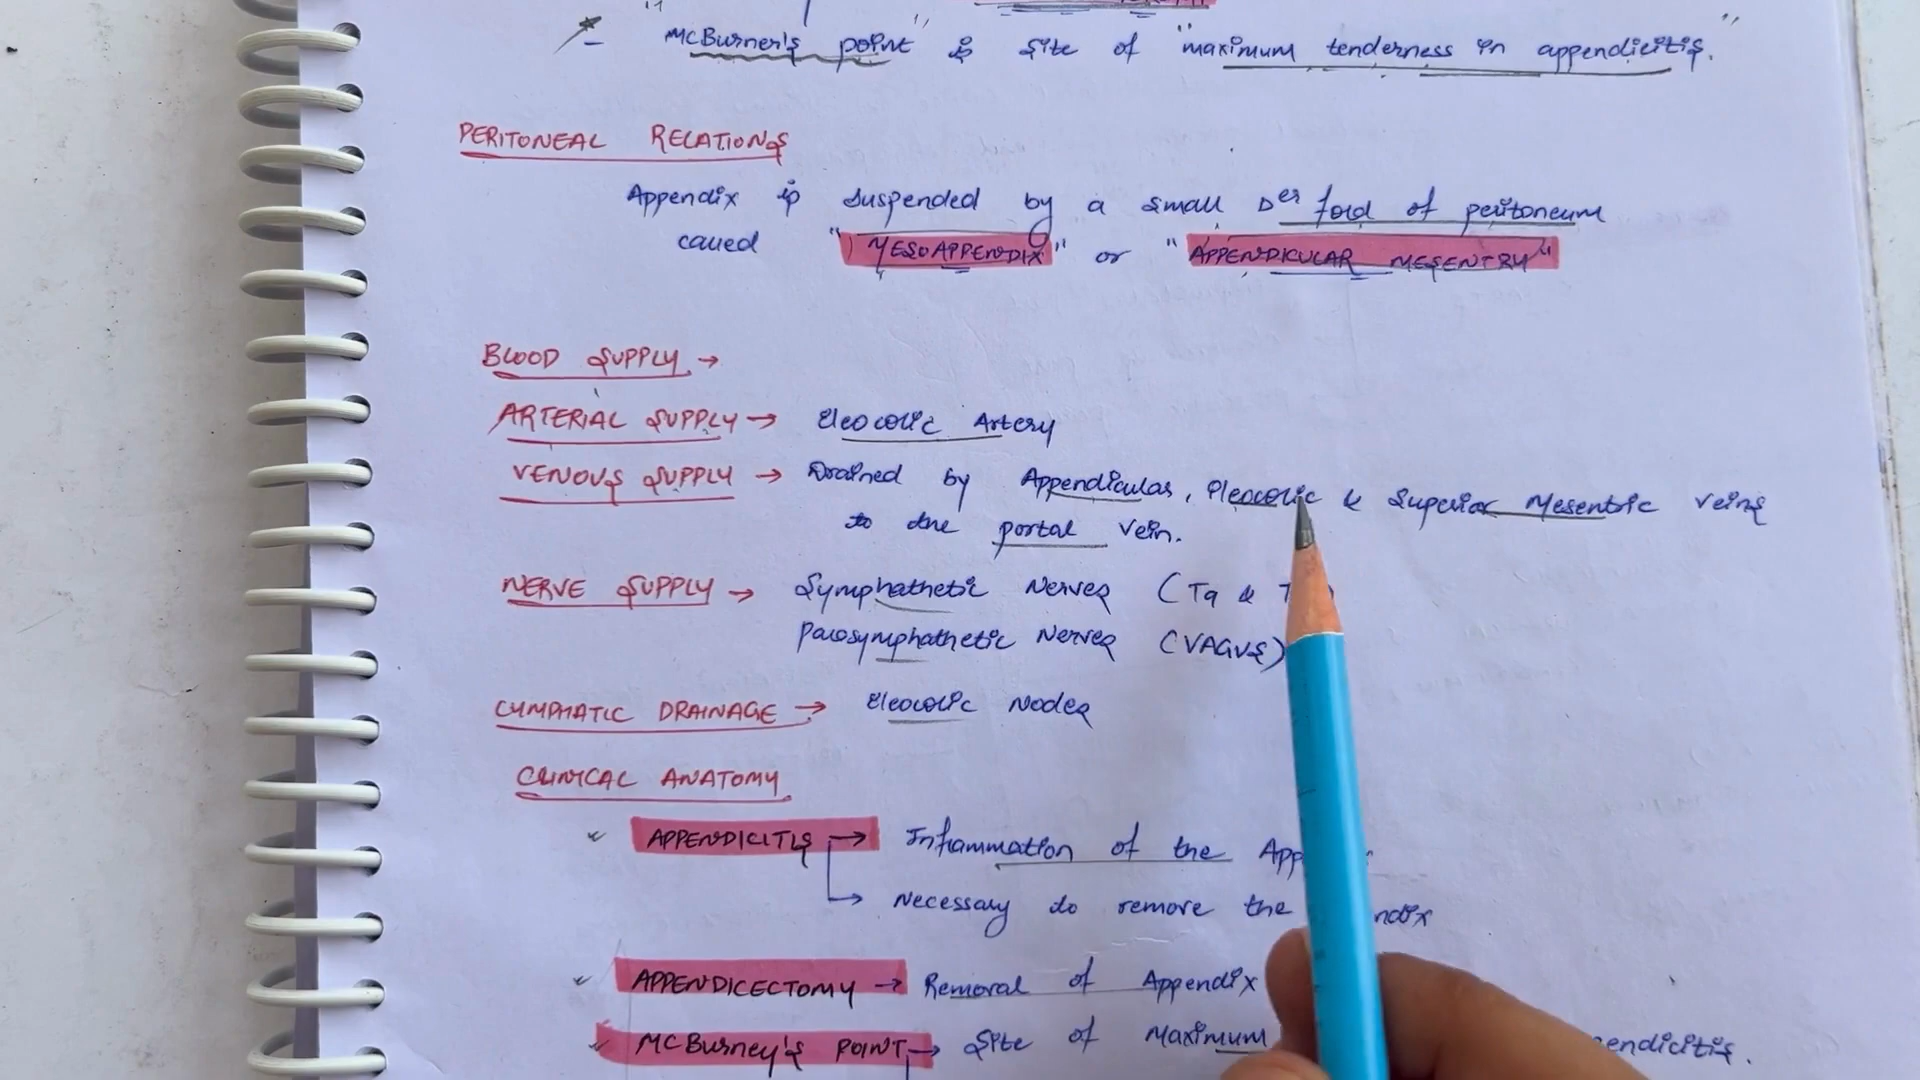 - "McBurner's point" is site of "maximum tenderness in appendicitis."
PERITONEAL RELATIONS
Appendix is suspended by a small Der fold of peritoneum
called "MESOAPPENDIX" or "APPENDICULAR MESENTRY"
BLOOD SUPPLY →
ARTERIAL SUPPLY → Ileocolic Artery
VENOUS SUPPLY → Drained by Appendicular, Ileocolic & Superior Mesentric veins
to the portal vein.
NERVE SUPPLY → Symphathetic Nerves (T9 &
Parasymphathetic Nerves (VAGUS)
LYMPHATIC DRAINAGE → Ileocolic Nodes
CLINICAL ANATOMY
APPENDICITIS → Inflammation of the
Necessary to remove the
APPENDICECTOMY → Removal of Appendix
McBurney's POINT → Site of Maximum